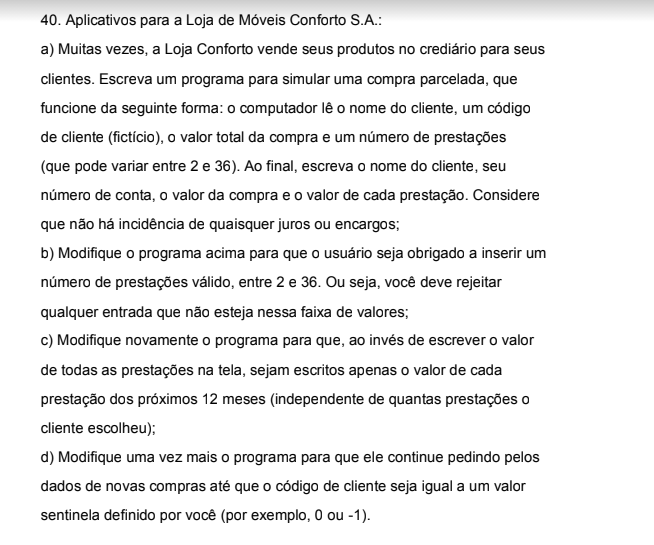 40. Aplicativos para a Loja de Móveis Conforto S.A.:
a) Muitas vezes, a Loja Conforto vende seus produtos no crediário para seus
clientes. Escreva um programa para simular uma compra parcelada, que
funcione da seguinte forma: o computador lê o nome do cliente, um código
de cliente (fictício), o valor total da compra e um número de prestações
(que pode variar entre 2 e 36). Ao final, escreva o nome do cliente, seu
número de conta, o valor da compra e o valor de cada prestação. Considere
que não há incidência de quaisquer juros ou encargos;
b) Modifique o programa acima para que o usuário seja obrigado a inserir um
número de prestações válido, entre 2 e 36. Ou seja, você deve rejeitar
qualquer entrada que não esteja nessa faixa de valores;
c) Modifique novamente o programa para que, ao invés de escrever o valor
de todas as prestações na tela, sejam escritos apenas o valor de cada
prestação dos próximos 12 meses (independente de quantas prestações o
cliente escolheu);
d) Modifique uma vez mais o programa para que ele continue pedindo pelos
dados de novas compras até que o código de cliente seja igual a um valor
sentinela definido por você (por exemplo, 0 ou -1).